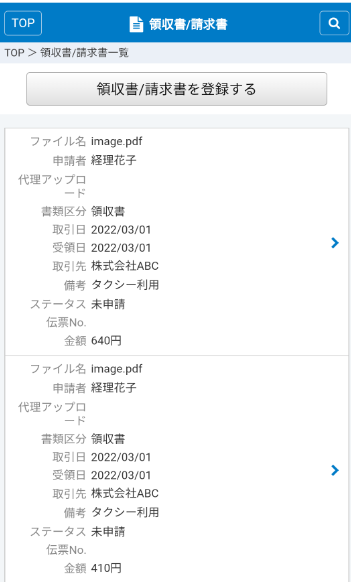 TOP
領収書/請求書
TOP ＞ 領収書/請求書一覧
領収書/請求書を登録する
ファイル名 image.pdf
申請者 経理花子
代理アップロ
ード
書類区分 領収書
取引日 2022/03/01
受領日 2022/03/01
取引先 株式会社ABC
備考 タクシー利用
ステータス 未申請
伝票No.
金額 640円
ファイル名 image.pdf
申請者 経理花子
代理アップロ
ード
書類区分 領収書
取引日 2022/03/01
受領日 2022/03/01
取引先 株式会社ABC
備考 タクシー利用
ステータス 未申請
伝票No.
金額 410円